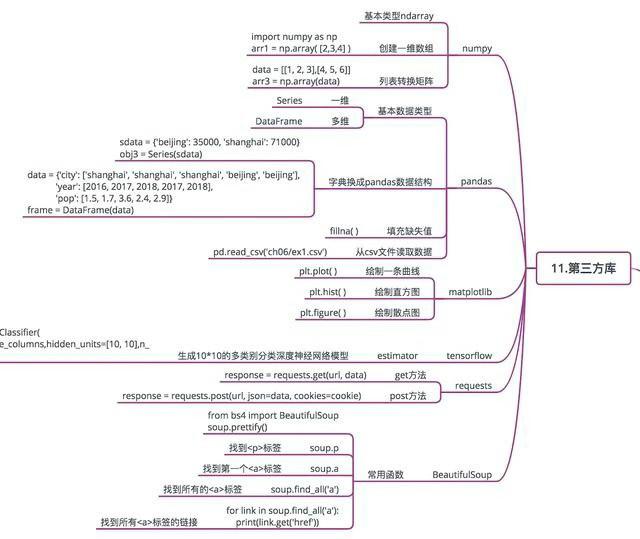 基本类型ndarray
import numpy as np
arr1 = np.array( [2,3,4] )
创建一维数组
numpy
data = [[1, 2, 3],[4, 5, 6]]
arr3 = np.array(data)
列表转换矩阵
Series
一维
基本数据类型
DataFrame
多维
sdata = {'beijing': 35000, 'shanghai': 71000}
obj3 = Series(sdata)
data = {'city': ['shanghai', 'shanghai', 'shanghai', 'beijing', 'beijing'],
'year': [2016, 2017, 2018, 2017, 2018],
'pop': [1.5, 1.7, 3.6, 2.4, 2.9]}
frame = DataFrame(data)
字典换成pandas数据结构
pandas
fillna( )
填充缺失值
pd.read_csv('ch06/ex1.csv')
从csv文件读取数据
11.第三方库
plt.plot( )
绘制一条曲线
plt.hist( )
绘制直方图
matplotlib
plt.figure( )
绘制散点图
Classifier(
e_columns,hidden_units=[10, 10],n_
生成10*10的多类别分类深度神经网络模型
estimator
tensorflow
response = requests.get(url, data)
get方法
requests
response = requests.post(url, json=data, cookies=cookie)
post方法
from bs4 import BeautifulSoup
soup.prettify()
找到<p>标签
soup.p
找到第一个<a>标签
soup.a
常用函数
BeautifulSoup
找到所有的<a>标签
soup.find_all('a')
for link in soup.find_all('a'):
print(link.get('href'))
找到所有<a>标签的链接